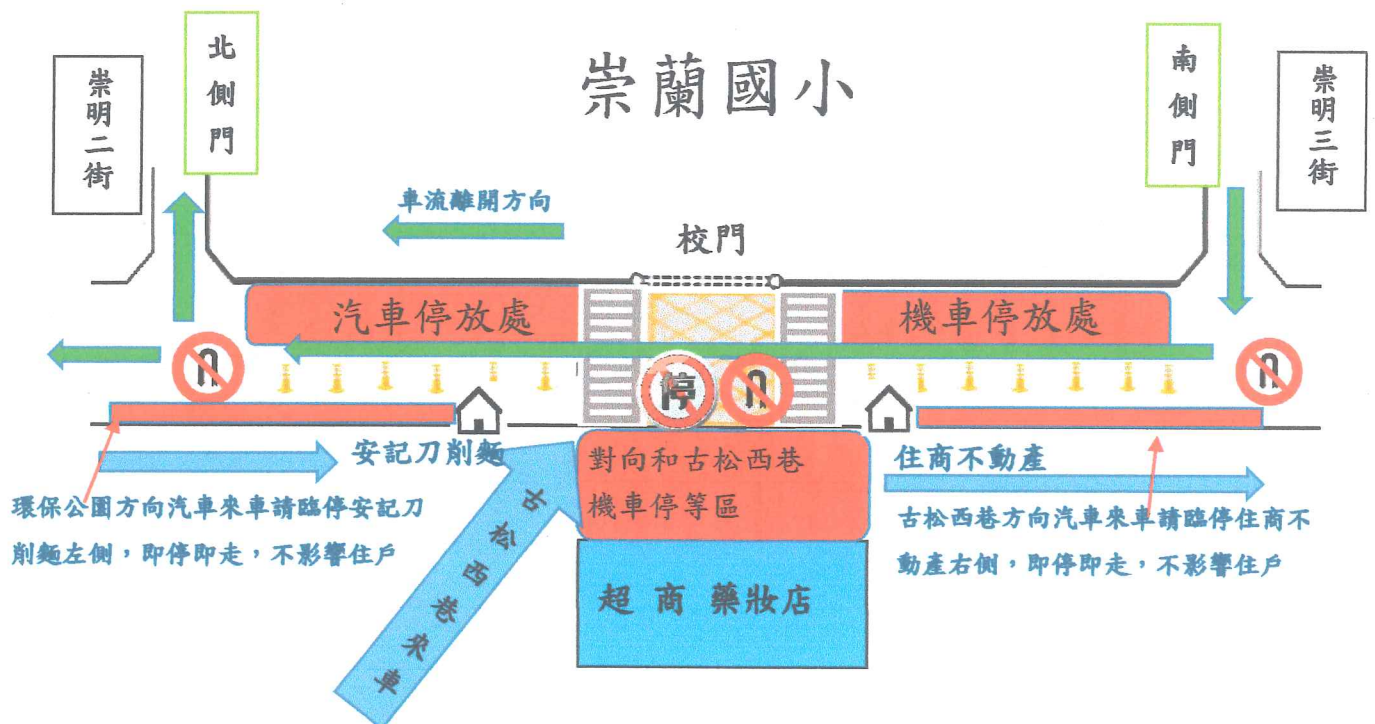 崇蘭國小
北側門
崇明二街
南側門
崇明三街
車流離開方向
校門
汽車停放處
機車停放處
停
安記刀削麵
對向和古松西巷
機車停等區
住商不動產
環保公園方向汽車來車請臨停安記刀
削麵左側，即停即走，不影響住戶
古松西巷來車
古松西巷方向汽車來車請臨停住商不
動產右側，即停即走，不影響住戶
超 商 藥妝店